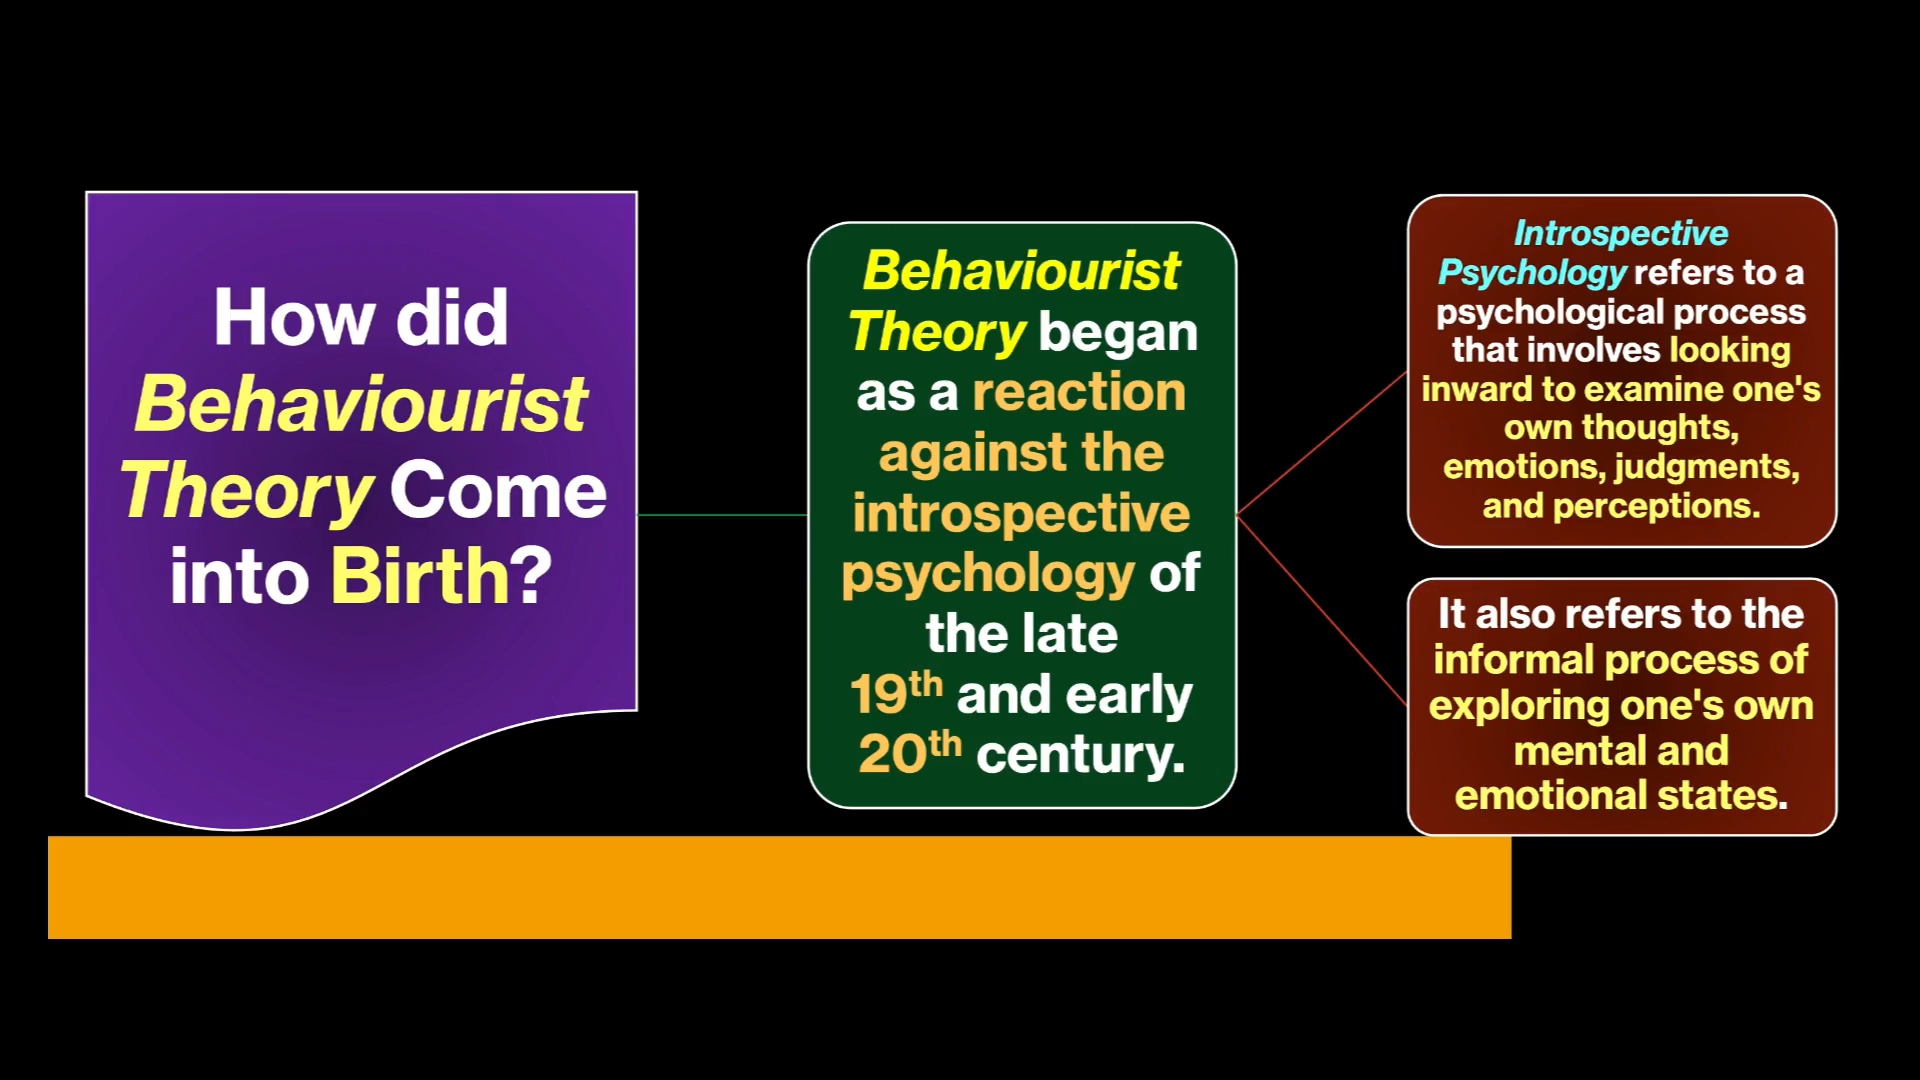 How did
Behaviourist
Theory Come
into Birth?
Behaviourist
Theory began
as a reaction
against the
introspective
psychology of
the late
19th and early
20th century.
Introspective
Psychology refers to a
psychological process
that involves looking
inward to examine one's
own thoughts,
emotions, judgments,
and perceptions.
It also refers to the
informal process of
exploring one's own
mental and
emotional states.